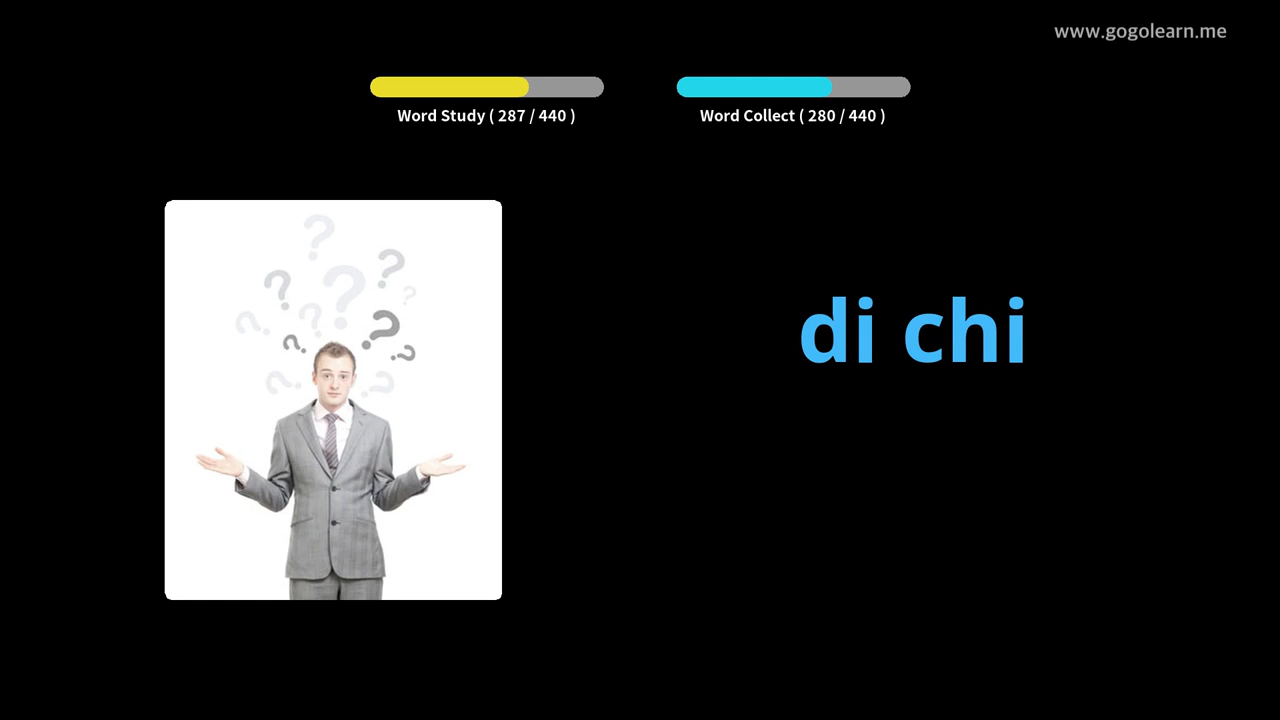 www.gogolearn.me
Word Study ( 287 / 440 )
Word Collect ( 280 / 440 )
? ? ? ? ? ? ? ? ? ? ? ?
di chi